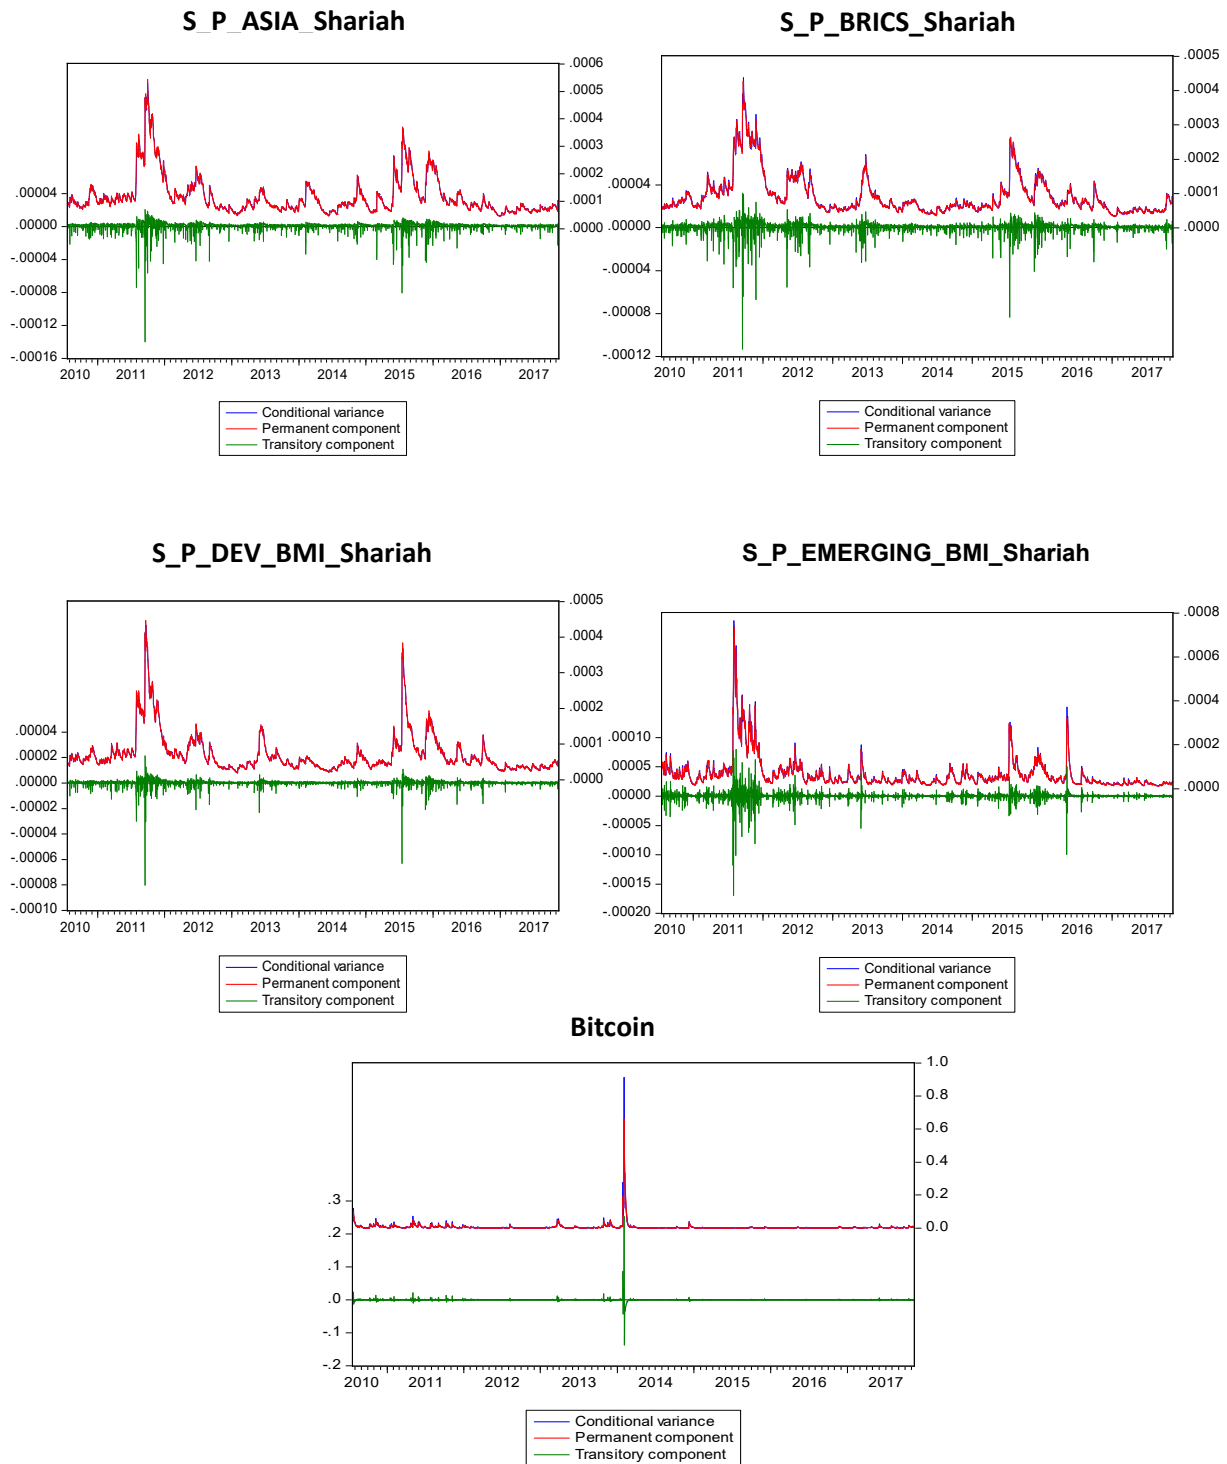 S_P_ASIA_Shariah
.0006
.0005
.0004
.0003
.0002
.0001
.0000
.00004
.00000
-.00004
-.00008
-.00012
-.00016
2010 2011 2012 2013 2014 2015 2016 2017
Conditional variance
Permanent component
Transitory component
S_P_BRICS_Shariah
.0005
.0004
.0003
.0002
.0001
.0000
.00004
.00000
-.00004
-.00008
-.00012
2010 2011 2012 2013 2014 2015 2016 2017
Conditional variance
Permanent component
Transitory component
S_P_DEV_BMI_Shariah
.0005
.0004
.0003
.0002
.0001
.0000
.00004
.00002
.00000
-.00002
-.00004
-.00006
-.00008
-.00010
2010 2011 2012 2013 2014 2015 2016 2017
Conditional variance
Permanent component
Transitory component
S_P_EMERGING_BMI_Shariah
.0008
.0006
.0004
.0002
.0000
.00010
.00005
.00000
-.00005
-.00010
-.00015
-.00020
2010 2011 2012 2013 2014 2015 2016 2017
Conditional variance
Permanent component
Transitory component
Bitcoin
1.0
0.8
0.6
0.4
0.2
0.0
.3
.2
.1
.0
-.1
-.2
2010 2011 2012 2013 2014 2015 2016 2017
Conditional variance
Permanent component
Transitory component